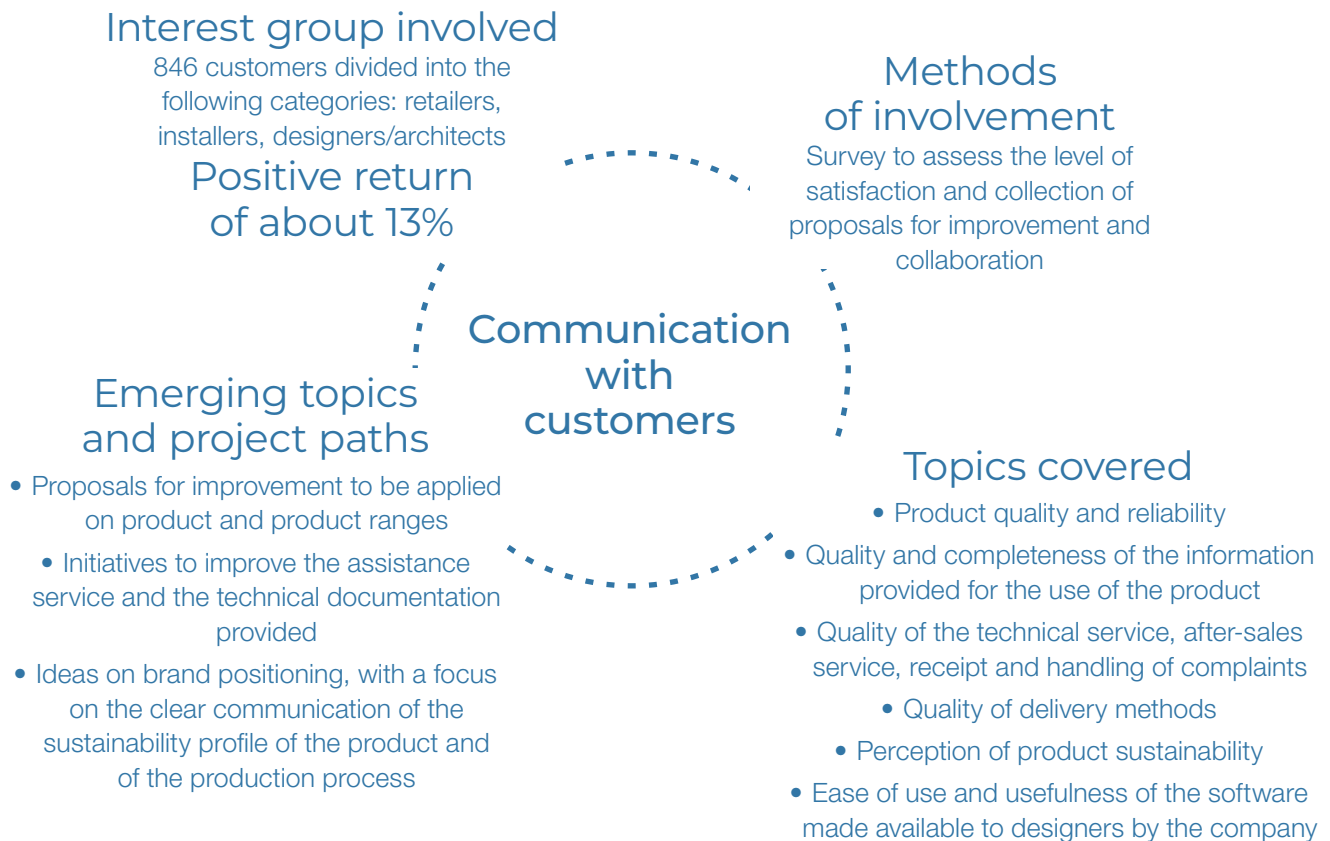 Interest group involved
846 customers divided into the
following categories: retailers,
installers, designers/architects
Positive return
of about 13%
Methods
of involvement
Survey to assess the level of
satisfaction and collection of
proposals for improvement and
collaboration
Communication
with
customers
Emerging topics
and project paths
• Proposals for improvement to be applied
on product and product ranges
• Initiatives to improve the assistance
service and the technical documentation
provided
• Ideas on brand positioning, with a focus
on the clear communication of the
sustainability profile of the product and
of the production process
Topics covered
• Product quality and reliability
• Quality and completeness of the information
provided for the use of the product
• Quality of the technical service, after-sales
service, receipt and handling of complaints
• Quality of delivery methods
• Perception of product sustainability
• Ease of use and usefulness of the software
made available to designers by the company